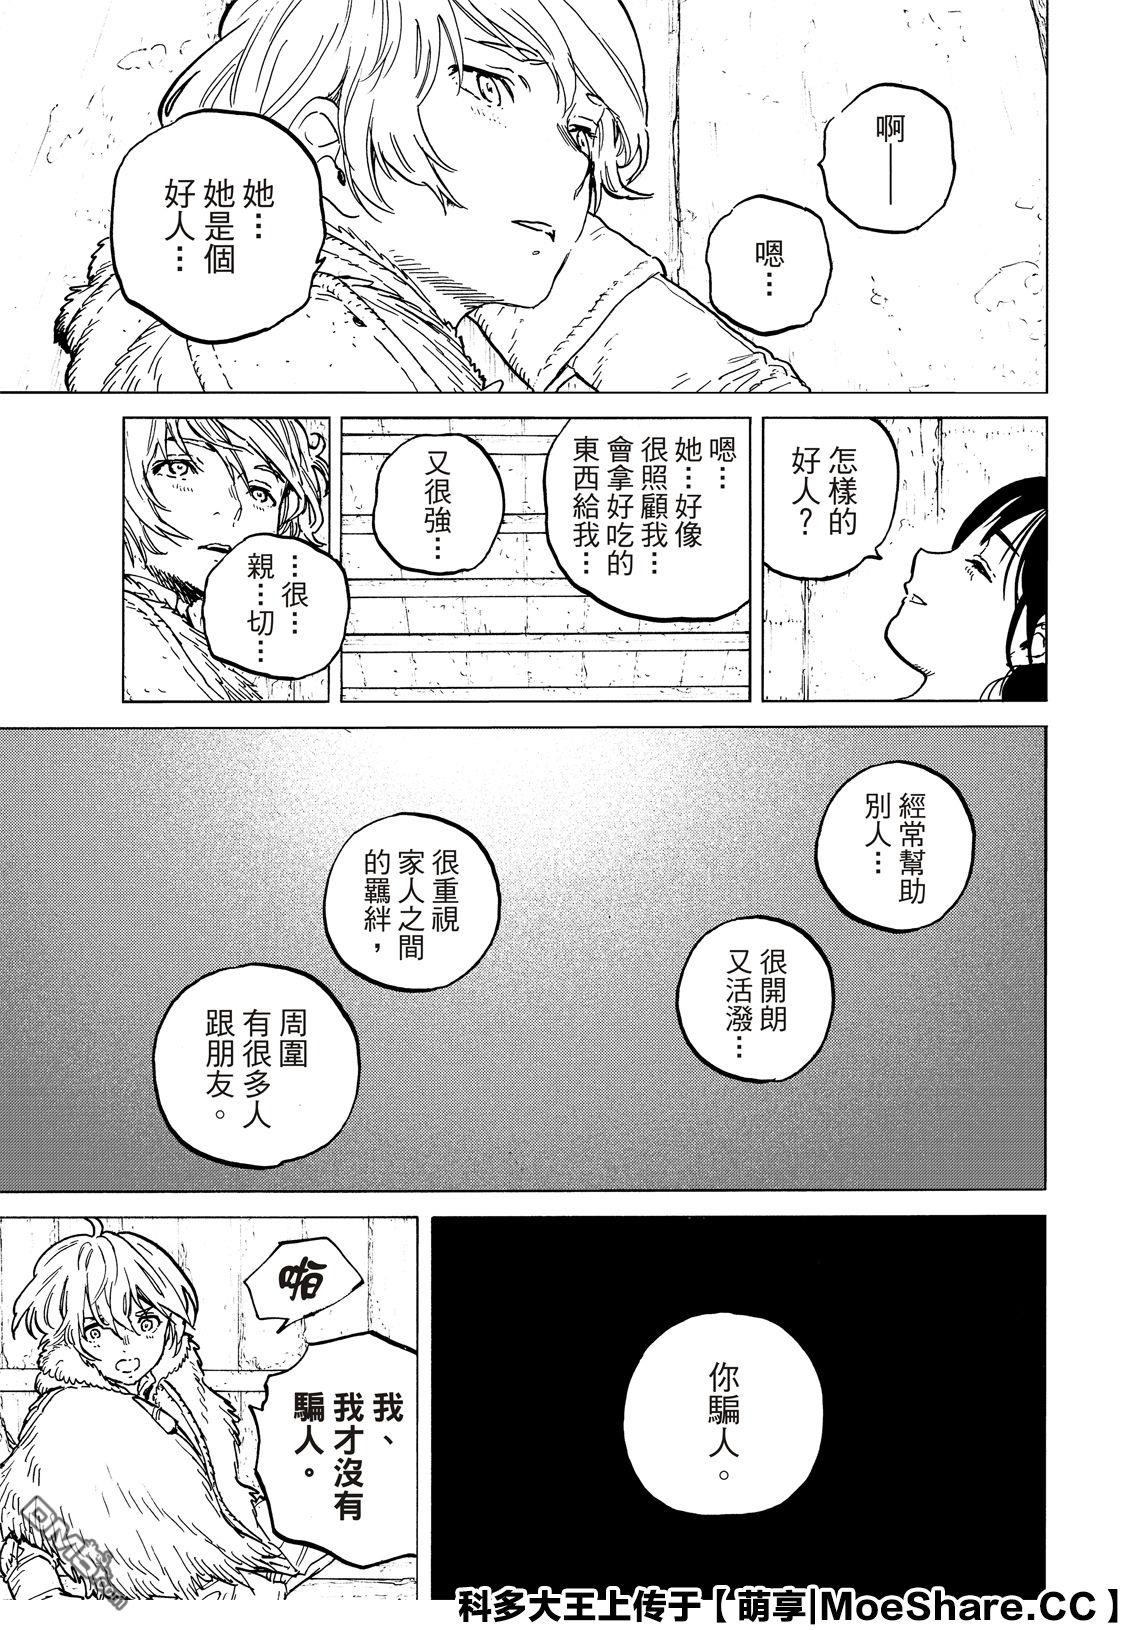 啊──
嗯…
她…
她是個
好人…
怎樣的
好人？
嗯…
她…好像
很照顧我…
會拿好吃的
東西給我…
又很強…
…很…
親…切…
經常幫助
別人…
很開朗
又活潑…
很重視
家人之間
的羈絆，
周圍
有很多人
跟朋友。
你騙人。
啪
我、
我才沒有
騙人。
科多大王上传于【萌享|MoeShare.CC】